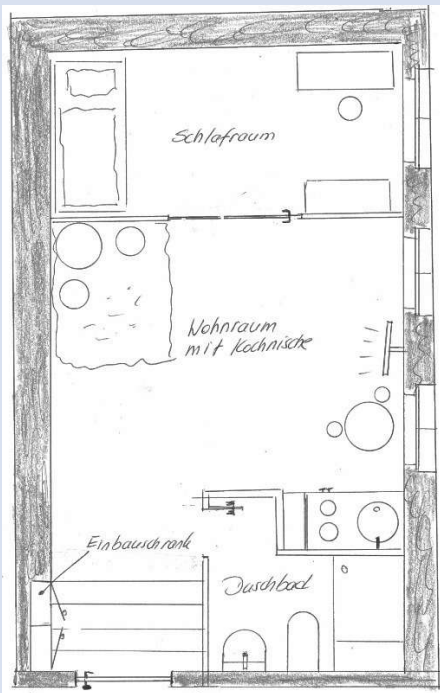 Schlafraum
Wohnraum
mit Kochnische
Einbauschrank
Duschbad